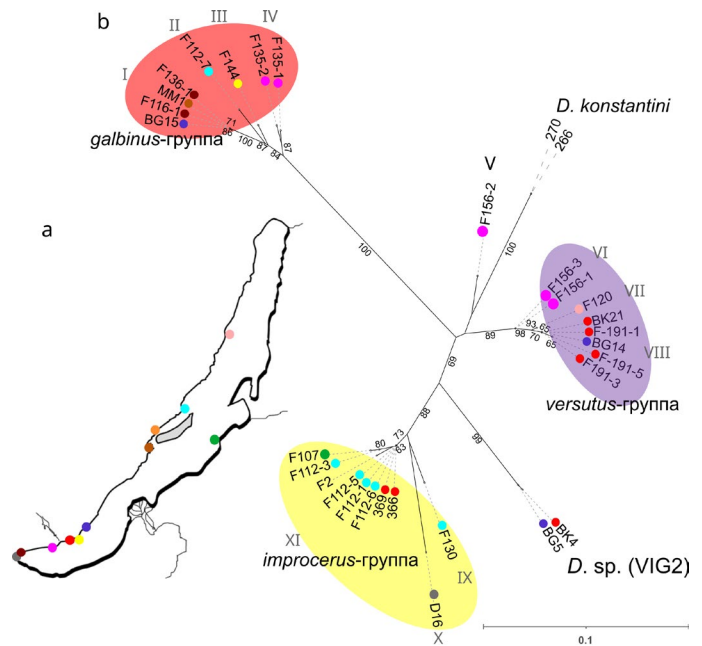 b
I
II
III
IV
F112-7
F144
F135-2
F135-1
F136-1
MM1
F116-1
BG15
galbinus-группа
71
86
100
87
84
87
100
D. konstantini
270
266
V
F156-2
100
a
VI
F156-3
F156-1
VII
F120
BK21
F-191-1
BG14
VIII
F-191-5
F191-3
versutus-группа
89
98
93
65
70
65
69
88
99
73
63
80
F107
F112-3
F2
F112-5
F112-1
F112-6
369
366
F130
XI
improcerus-группа
IX
D16
X
BG5
BK4
D. sp. (VIG2)
0.1